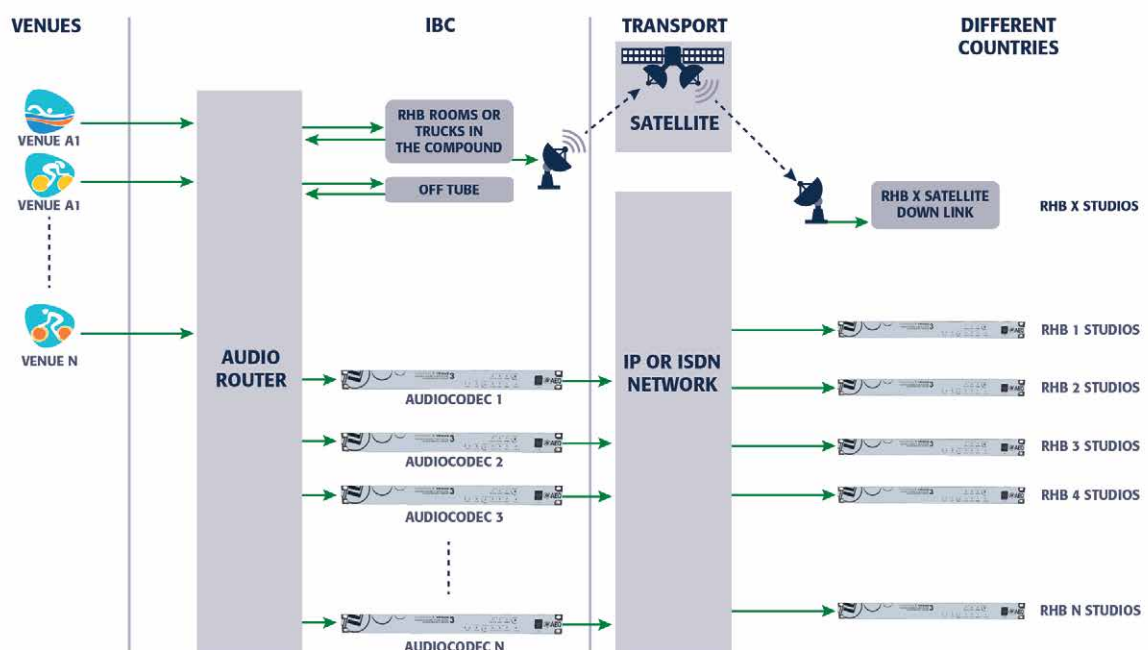 VENUES
IBC
TRANSPORT
DIFFERENT
COUNTRIES
VENUE A1
VENUE A1
VENUE N
AUDIO
ROUTER
RHB ROOMS OR
TRUCKS IN
THE COMPOUND
OFF TUBE
AUDIOCODEC 1
AUDIOCODEC 2
AUDIOCODEC 3
AUDIOCODEC N
SATELLITE
IP OR ISDN
NETWORK
RHB X SATELLITE
DOWN LINK
RHB X STUDIOS
RHB 1 STUDIOS
RHB 2 STUDIOS
RHB 3 STUDIOS
RHB 4 STUDIOS
RHB N STUDIOS